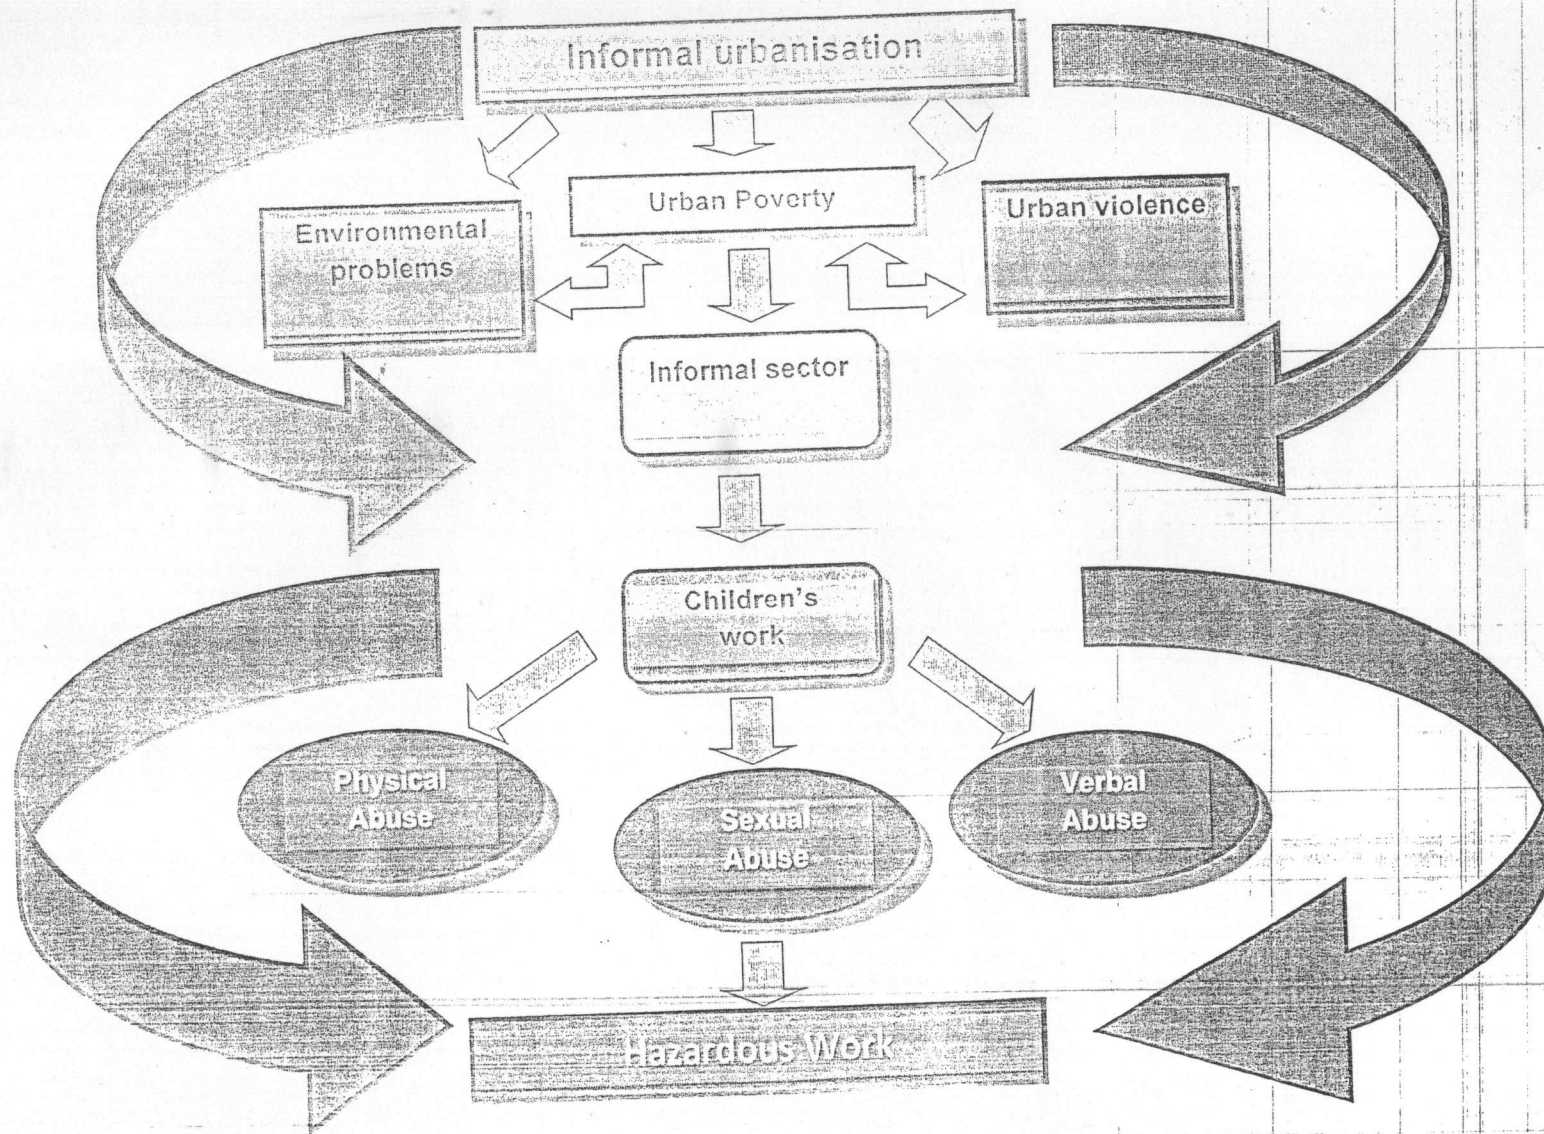 Informal urbanisation
Urban Poverty
Environmental
problems
Urban violence
Informal sector
Children's
work
Physical
Abuse
Sexual
Abuse
Verbal
Abuse
Hazardous Work